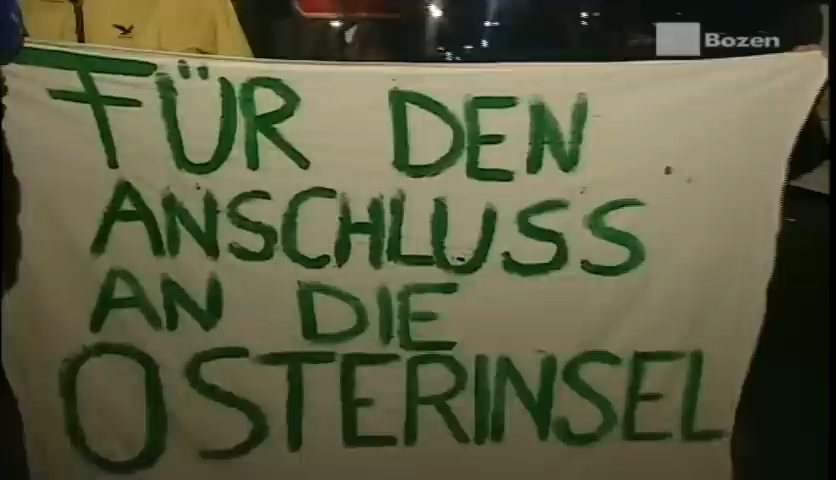 Bozen
FÜR DEN
ANSCHLUSS
AN DIE
OSTERINSEL